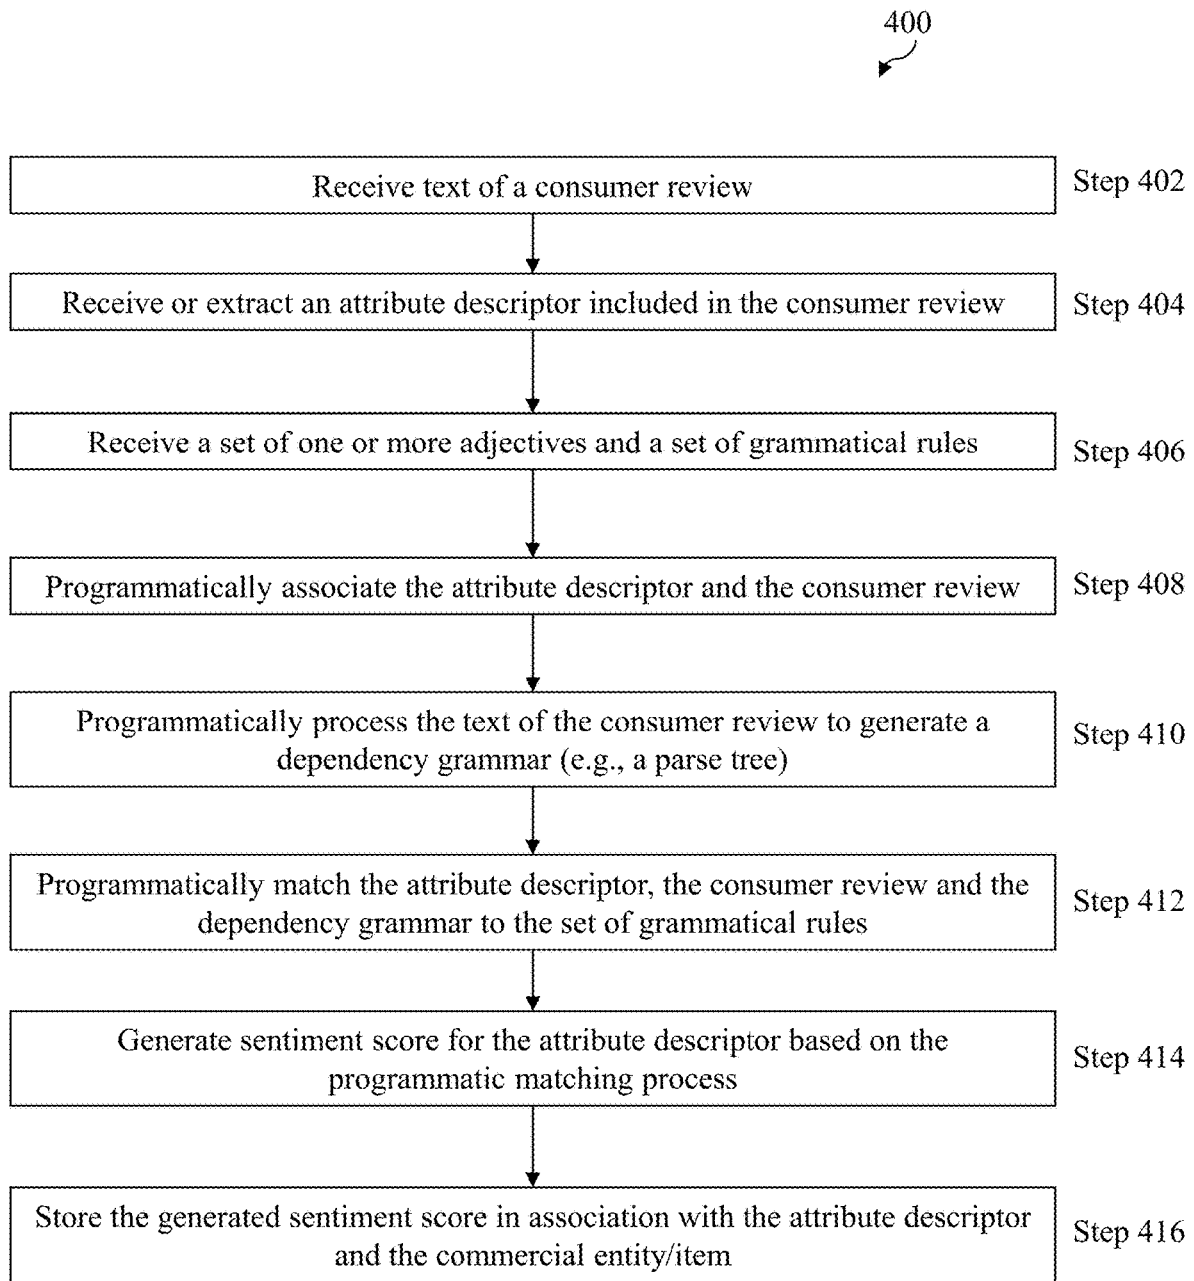 400
Receive text of a consumer review
Step 402
Receive or extract an attribute descriptor included in the consumer review
Step 404
Receive a set of one or more adjectives and a set of grammatical rules
Step 406
Programmatically associate the attribute descriptor and the consumer review
Step 408
Programmatically process the text of the consumer review to generate a
dependency grammar (e.g., a parse tree)
Step 410
Programmatically match the attribute descriptor, the consumer review and the
dependency grammar to the set of grammatical rules
Step 412
Generate sentiment score for the attribute descriptor based on the
programmatic matching process
Step 414
Store the generated sentiment score in association with the attribute descriptor
and the commercial entity/item
Step 416